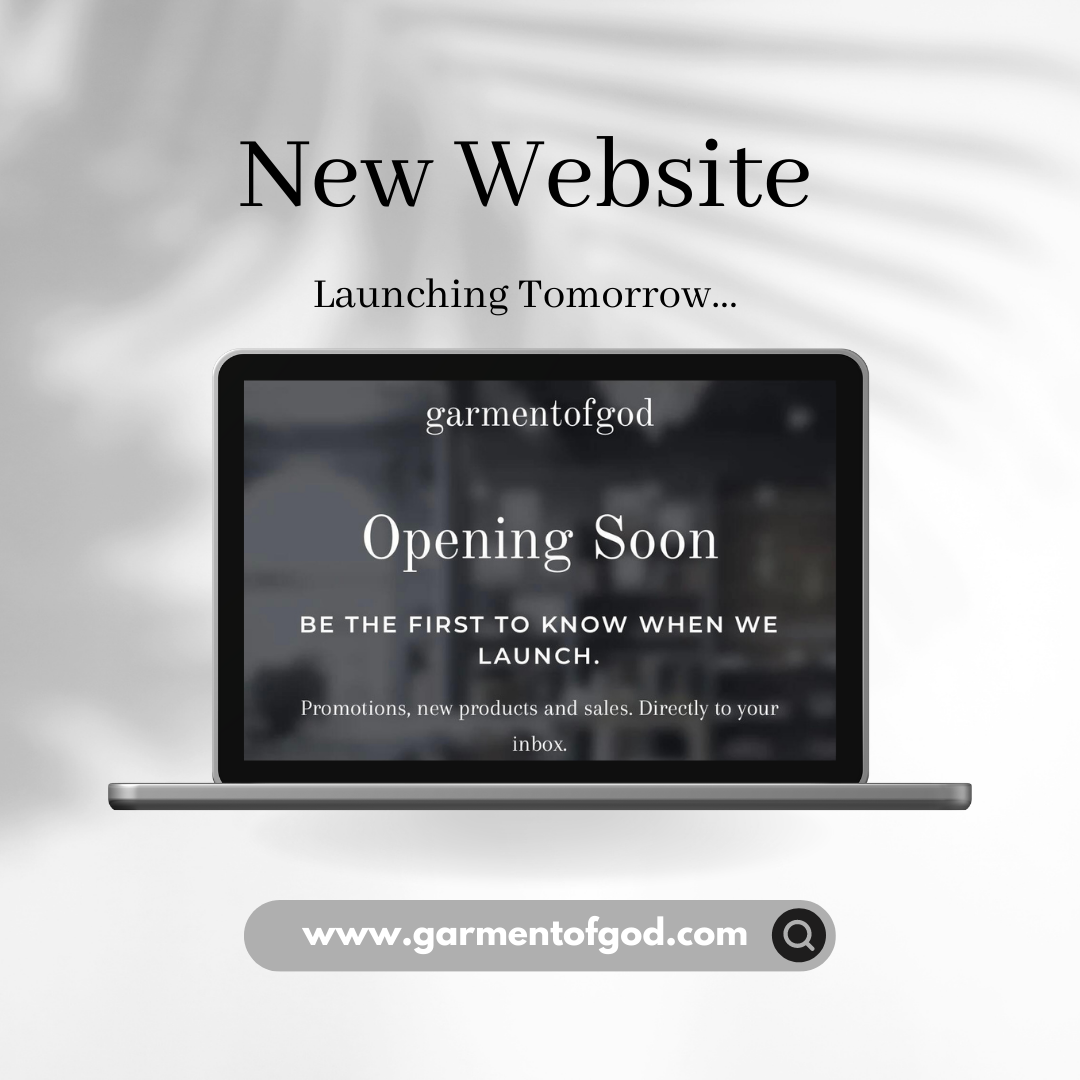 New Website
Launching Tomorrow...
garmentofgod
Opening Soon
BE THE FIRST TO KNOW WHEN WE
LAUNCH.
Promotions, new products and sales. Directly to your
inbox.
www.garmentofgod.com